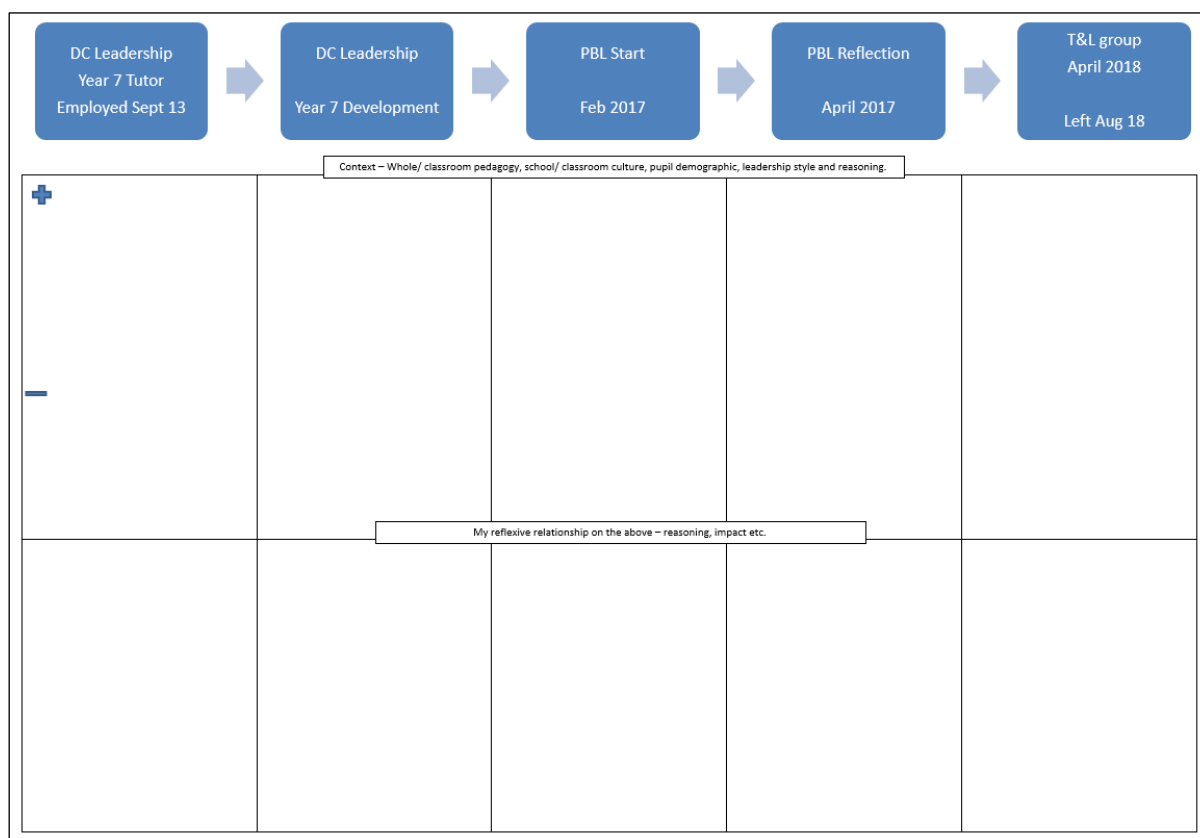 DC Leadership
Year 7 Tutor
Employed Sept 13
DC Leadership
Year 7 Development
PBL Start
Feb 2017
PBL Reflection
April 2017
T&L group
April 2018
Left Aug 18
Context – Whole/ classroom pedagogy, school/ classroom culture, pupil demographic, leadership style and reasoning.
My reflexive relationship on the above – reasoning, impact etc.